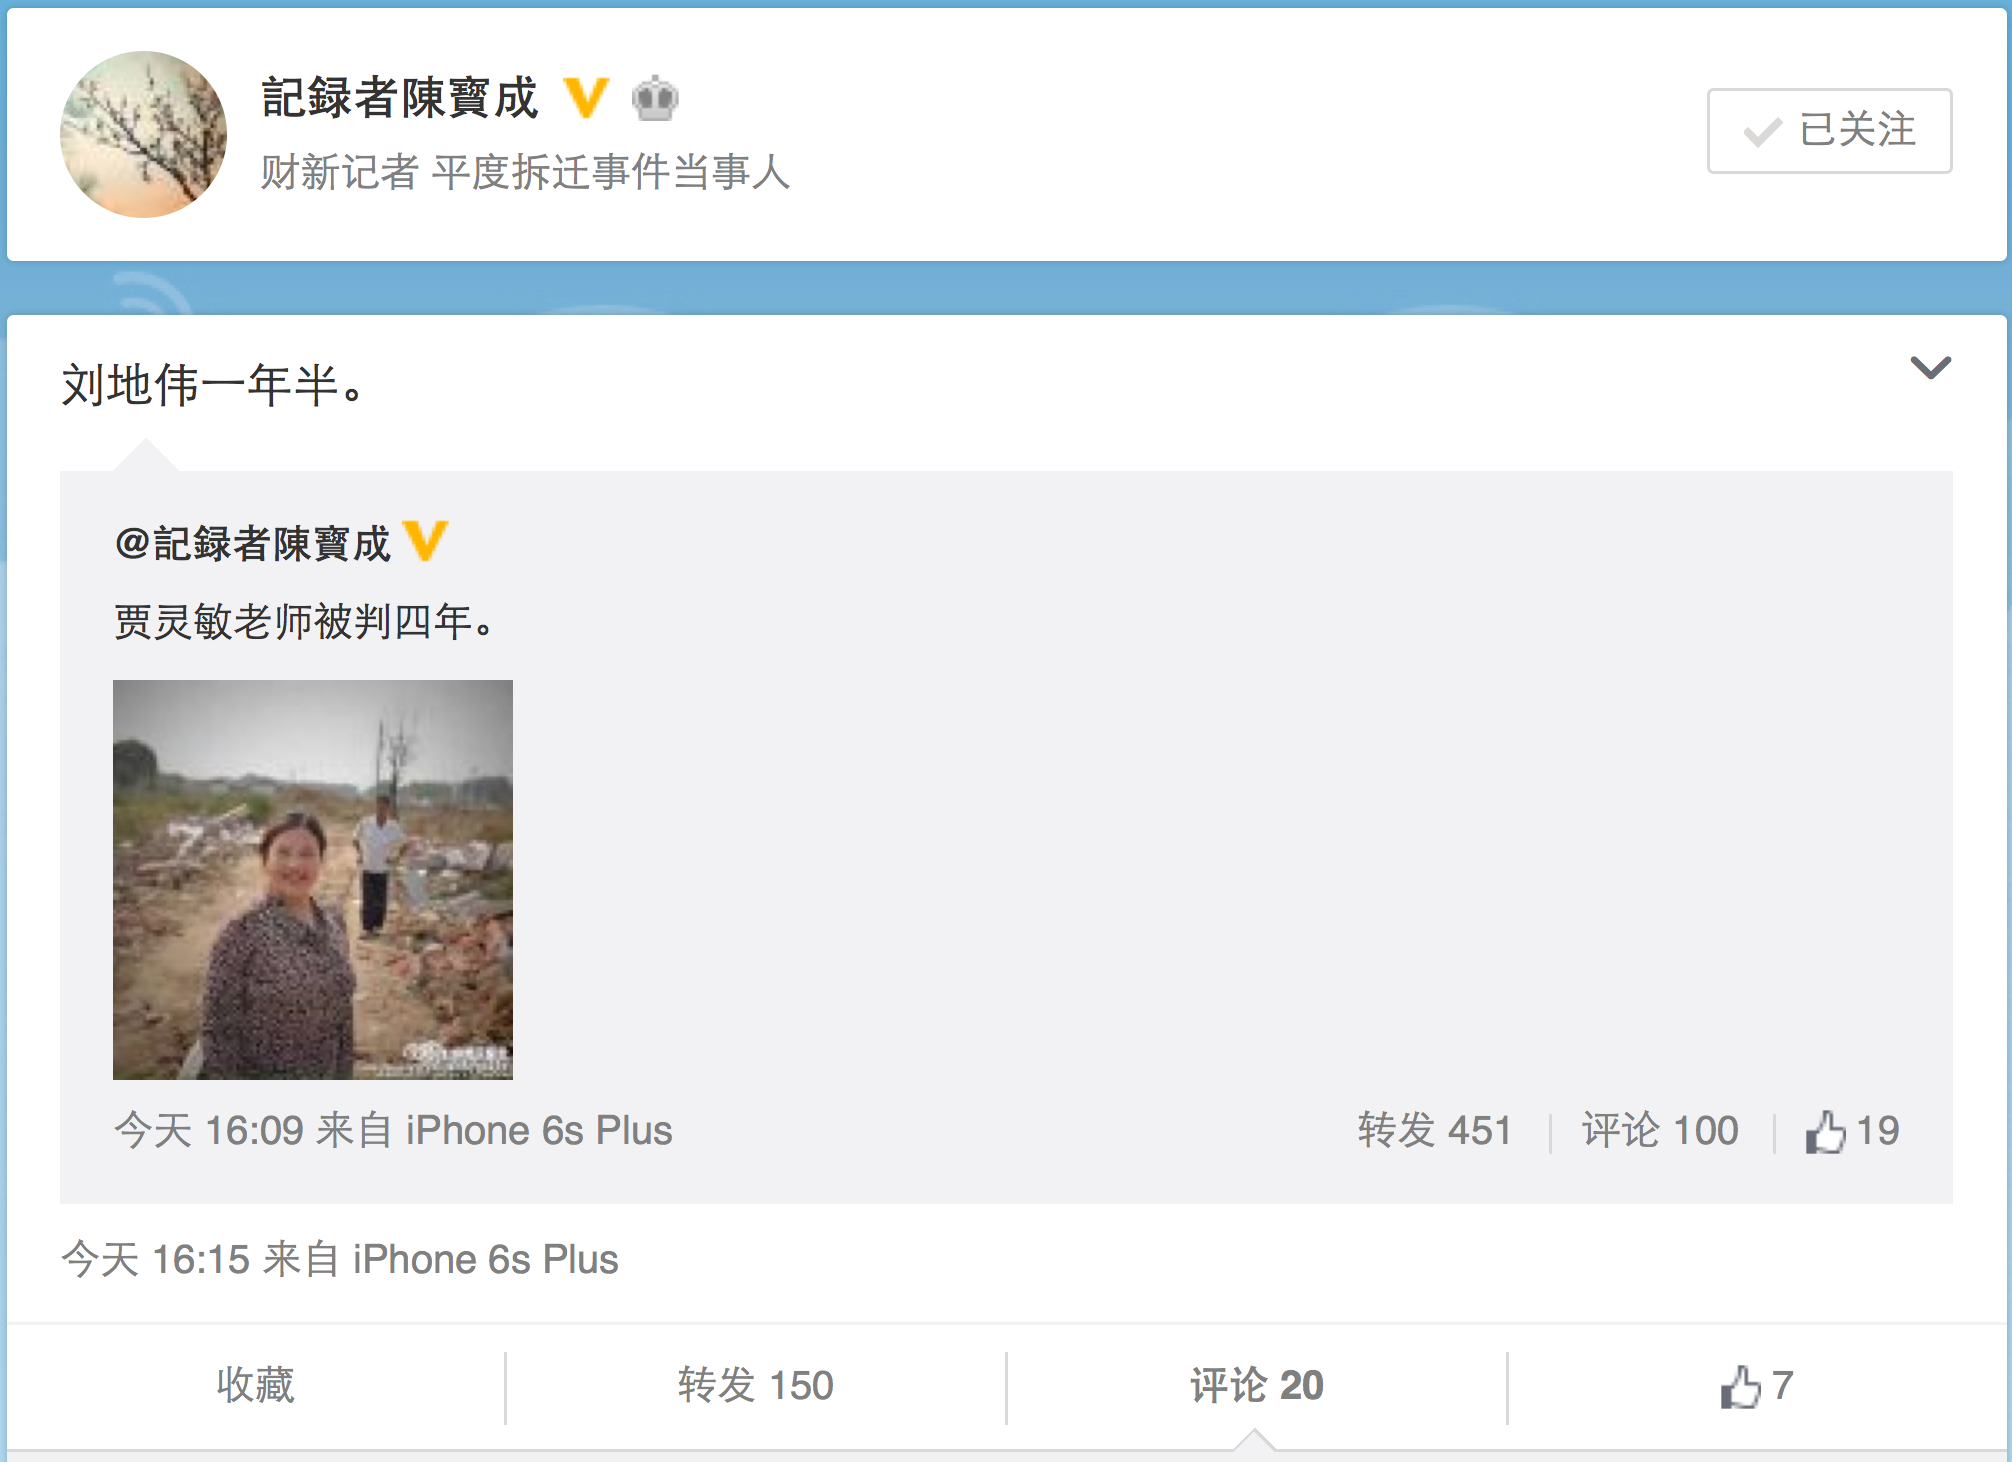 記録者陳寳成
财新记者 平度拆迁事件当事人
已关注
刘地伟一年半。
@記録者陳寳成
贾灵敏老师被判四年。
今天 16:09 来自 iPhone 6s Plus
转发 451 评论 100 19
今天 16:15 来自 iPhone 6s Plus
收藏 转发 150 评论 20 7